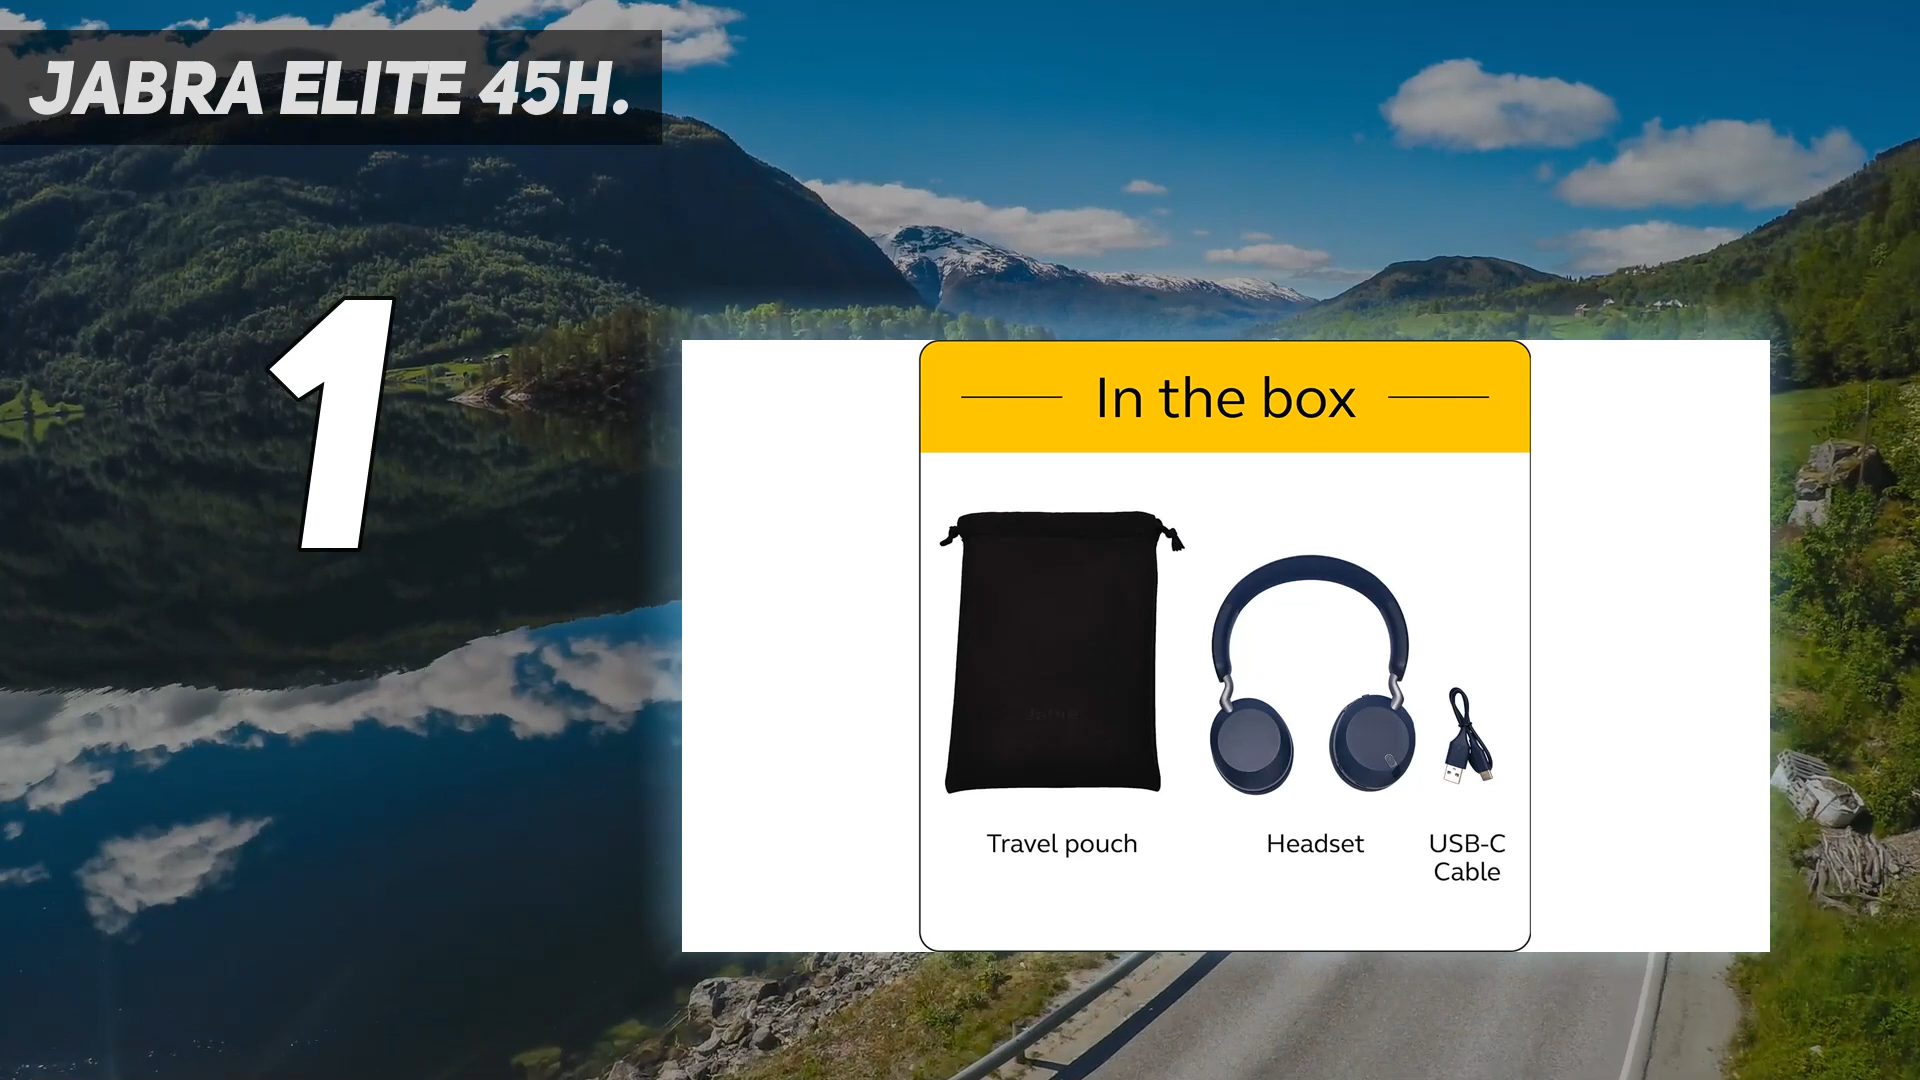 JABRA ELITE 45H.
1
In the box
Travel pouch
Headset
USB-C
Cable